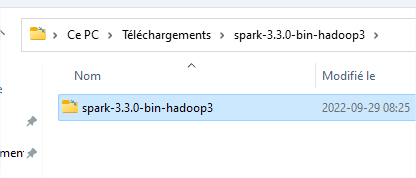 Ce PC > Téléchargements > spark-3.3.0-bin-hadoop3 >
Nom Modifié le
spark-3.3.0-bin-hadoop3 2022-09-29 08:25